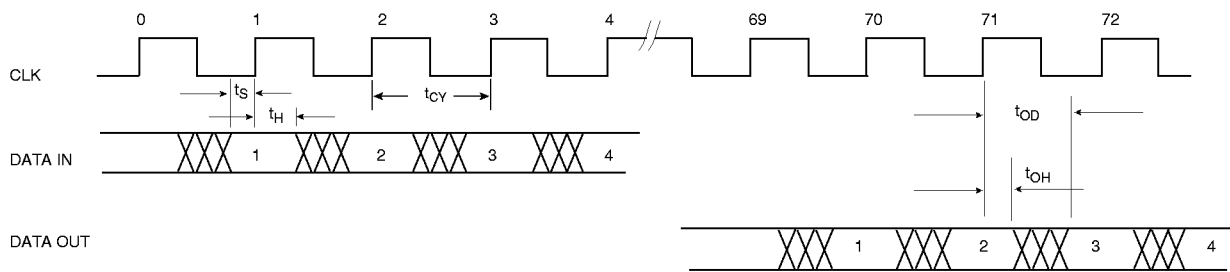 0 1 2 3 4 69 70 71 72
CLK
tS
tCY
tH
tOD
DATA IN
1 2 3 4
tOH
DATA OUT
1 2 3 4